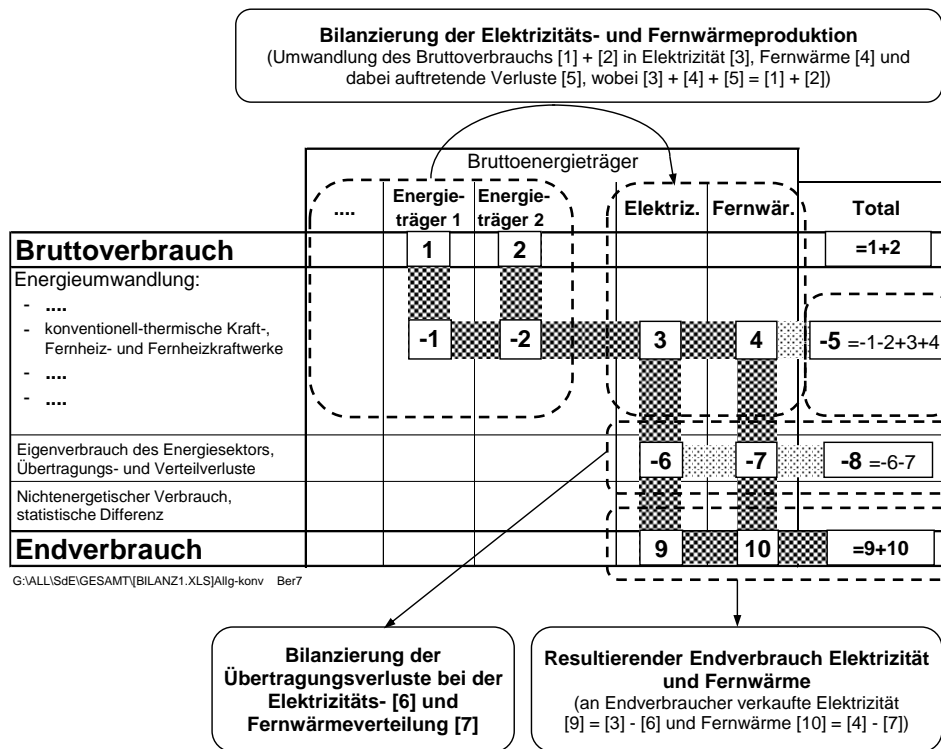 Bilanzierung der Elektrizitäts- und Fernwärmeproduktion
(Umwandlung des Bruttoverbrauchs [1] + [2] in Elektrizität [3], Fernwärme [4] und
dabei auftretende Verluste [5], wobei [3] + [4] + [5] = [1] + [2])
Bruttoenergieträger
.... Energie- Energie- Elektriz. Fernwär. Total
träger 1 träger 2
Bruttoverbrauch 1 2 =1+2
Energieumwandlung:
- ....
- konventionell-thermische Kraft-, -1 -2 3 4 -5 =-1-2+3+4
Fernheiz- und Fernheizkraftwerke
- ....
- ....
Eigenverbrauch des Energiesektors, -6 -7 -8 =-6-7
Übertragungs- und Verteilverluste
Nichtenergetischer Verbrauch,
statistische Differenz
Endverbrauch 9 10 =9+10
G:\ALL\SdE\GESAMT\[BILANZ1.XLS]Allg-konv Ber7
Bilanzierung der
Übertragungsverluste bei der
Elektrizitäts- [6] und
Fernwärmeverteilung [7]
Resultierender Endverbrauch Elektrizität
und Fernwärme
(an Endverbraucher verkaufte Elektrizität
[9] = [3] - [6] und Fernwärme [10] = [4] - [7])